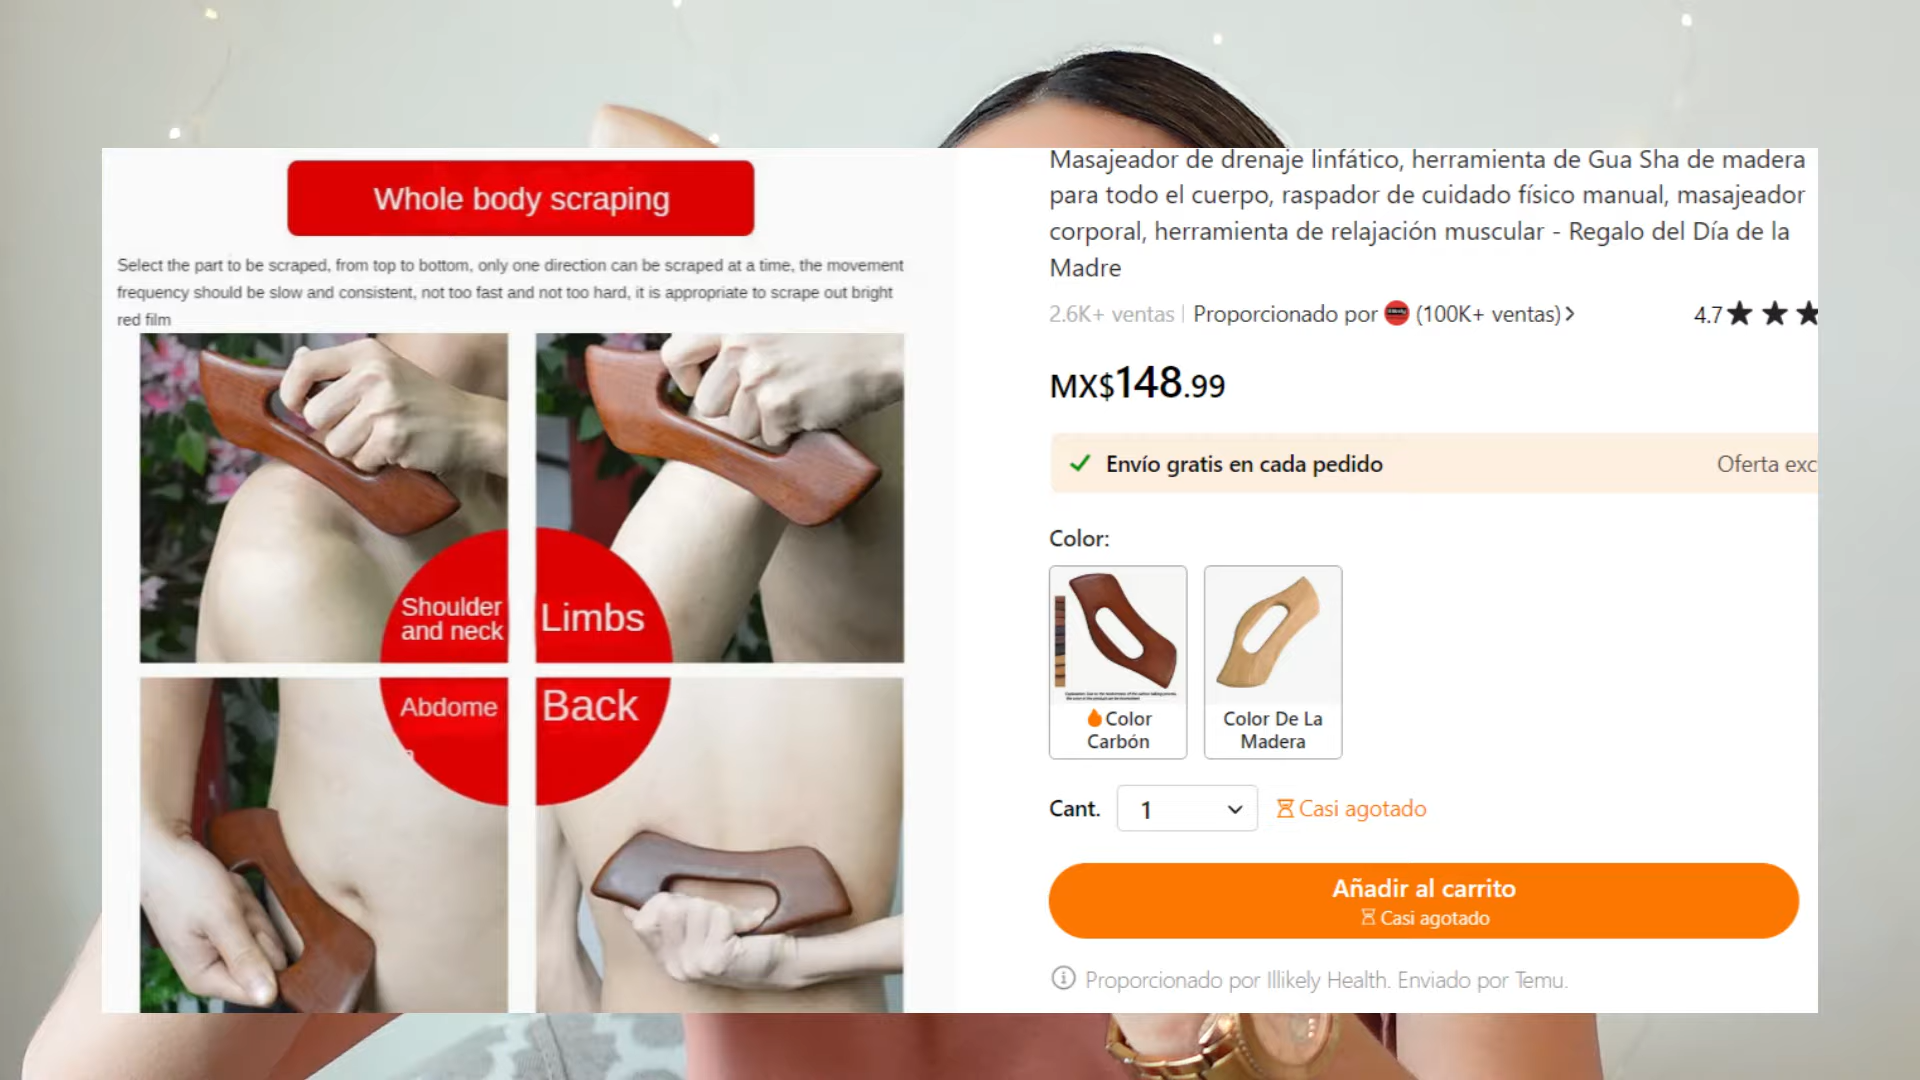 Whole body scraping
Select the part to be scraped, from top to bottom, only one direction can be scraped at a time, the movement
frequency should be slow and consistent, not too fast and not too hard, it is appropriate to scrape out bright
red film
Shoulder
and neck
Limbs
Abdome
n
Back
Masajeador de drenaje linfático, herramienta de Gua Sha de madera
para todo el cuerpo, raspador de cuidado físico manual, masajeador
corporal, herramienta de relajación muscular - Regalo del Día de la
Madre
2.6K+ ventas | Proporcionado por (100K+ ventas)
4.7
MX$148.99
Envío gratis en cada pedido
Oferta exc
Color:
Color
Carbón
Color De La
Madera
Cant.
1
Casi agotado
Añadir al carrito
Casi agotado
Proporcionado por Illikely Health. Enviado por Temu.